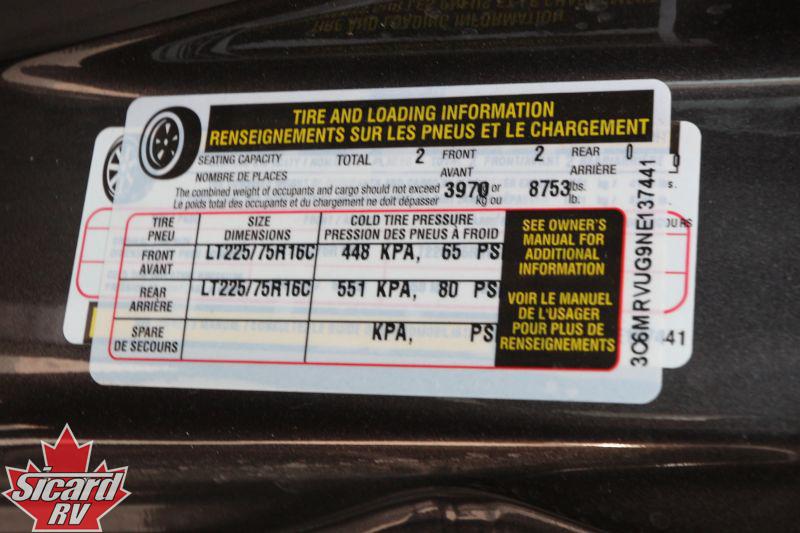 TIRE AND LOADING INFORMATION
RENSEIGNEMENTS SUR LES PNEUS ET LE CHARGEMENT
SEATING CAPACITY TOTAL 2 FRONT 2 REAR 0
NOMBRE DE PLACES AVANT ARRIÈRE
The combined weight of occupants and cargo should not exceed 3970 kg or 8753 lbs.
Le poids total des occupants et du chargement ne doit dépasser ou lb.
TIRE SIZE COLD TIRE PRESSURE
PNEU DIMENSIONS PRESSION DES PNEUS À FROID
FRONT LT225/75R16C 448 KPA, 65 PS
AVANT
REAR LT225/75R16C 551 KPA, 80 PS
ARRIÈRE
SPARE KPA, PS
DE SECOURS
SEE OWNER'S
MANUAL FOR
ADDITIONAL
INFORMATION
VOIR LE MANUEL
DE L'USAGER
POUR PLUS DE
RENSEIGNEMENTS
3C6MRVUG9NE137441
441
Sicard
RV